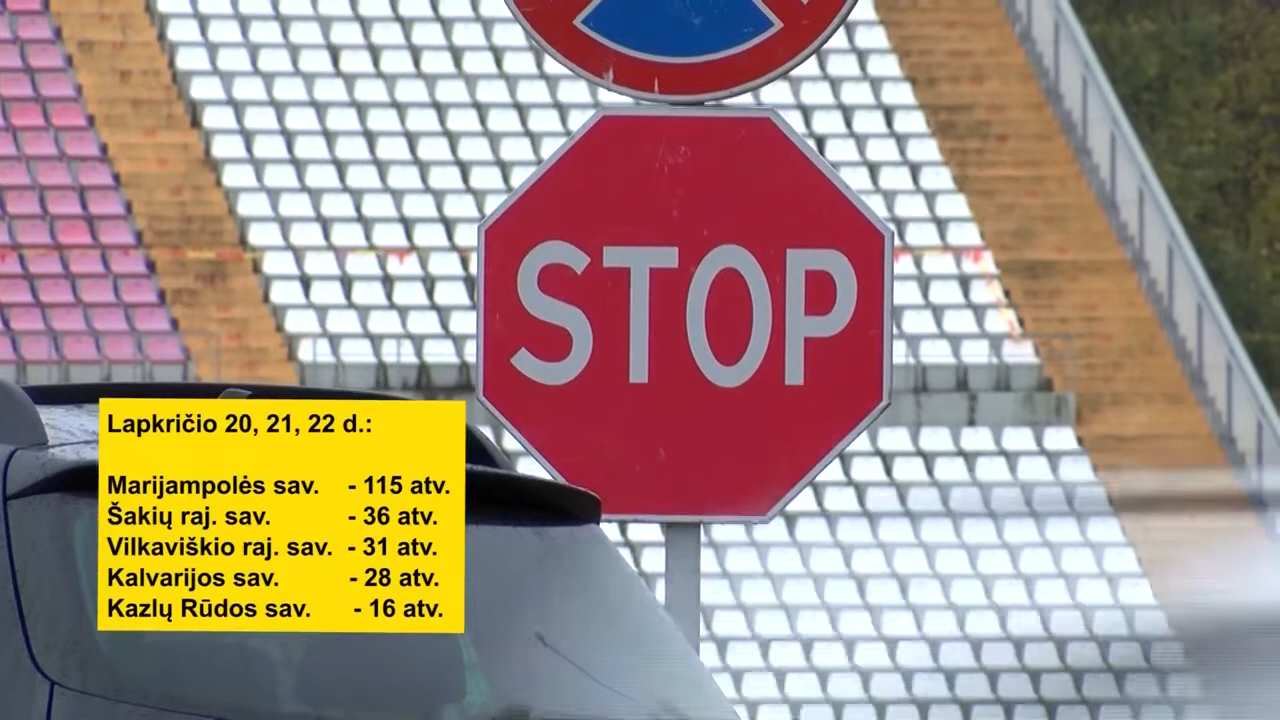 STOP
Lapkričio 20, 21, 22 d.:
Marijampolės sav. - 115 atv.
Šakių raj. sav. - 36 atv.
Vilkaviškio raj. sav. - 31 atv.
Kalvarijos sav. - 28 atv.
Kazlų Rūdos sav. - 16 atv.